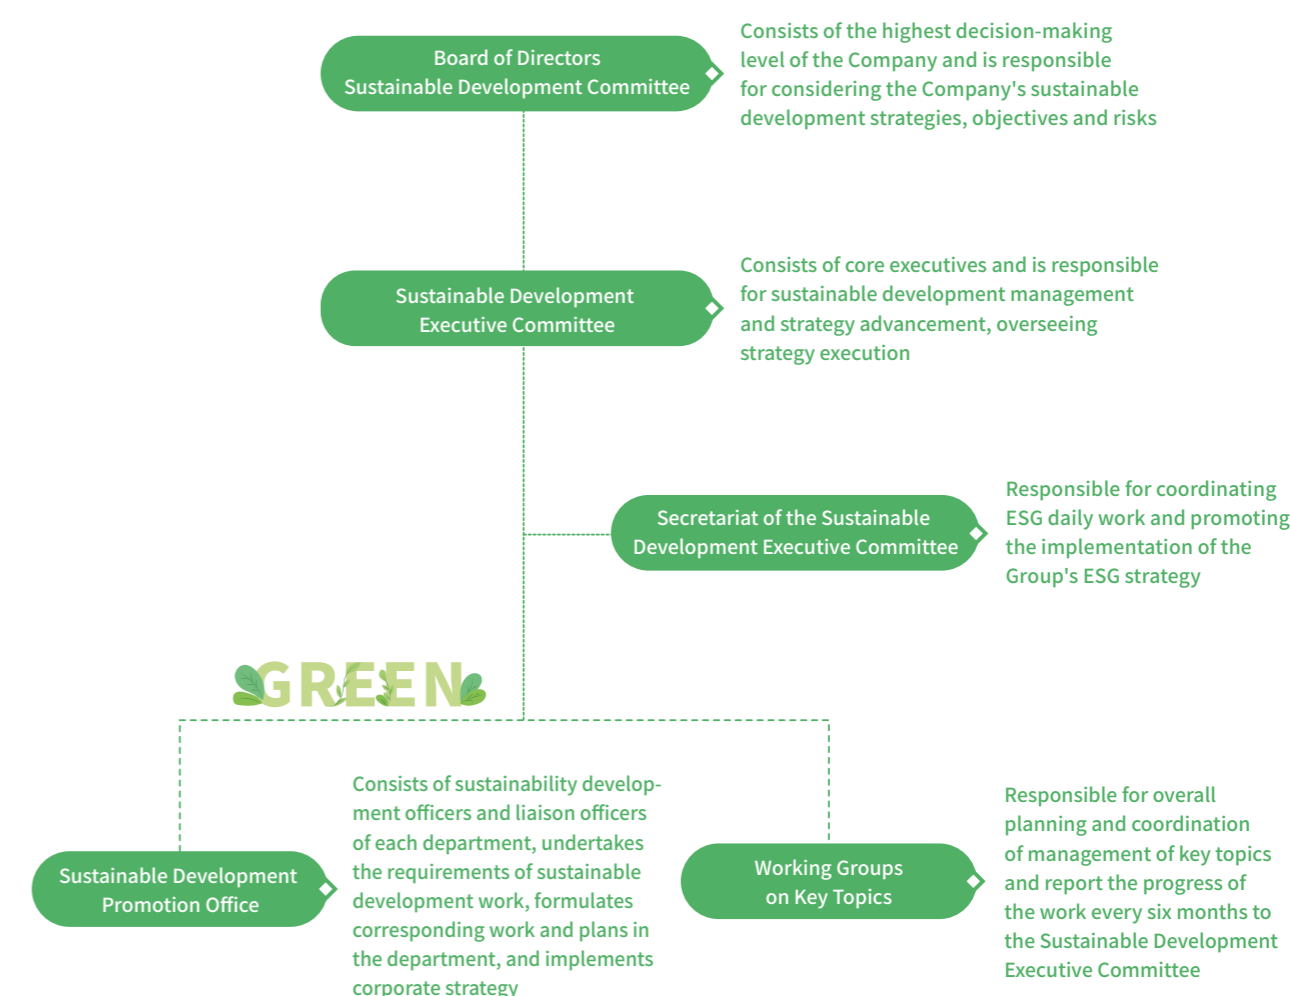 Board of Directors
Sustainable Development Committee
Consists of the highest decision-making
level of the Company and is responsible
for considering the Company's sustainable
development strategies, objectives and risks
Sustainable Development
Executive Committee
Consists of core executives and is responsible
for sustainable development management
and strategy advancement, overseeing
strategy execution
Secretariat of the Sustainable
Development Executive Committee
Responsible for coordinating
ESG daily work and promoting
the implementation of the
Group's ESG strategy
GREEN
Sustainable Development
Promotion Office
Consists of sustainability develop-
ment officers and liaison officers
of each department, undertakes
the requirements of sustainable
development work, formulates
corresponding work and plans in
the department, and implements
corporate strategy
Working Groups
on Key Topics
Responsible for overall
planning and coordination
of management of key topics
and report the progress of
the work every six months to
the Sustainable Development
Executive Committee